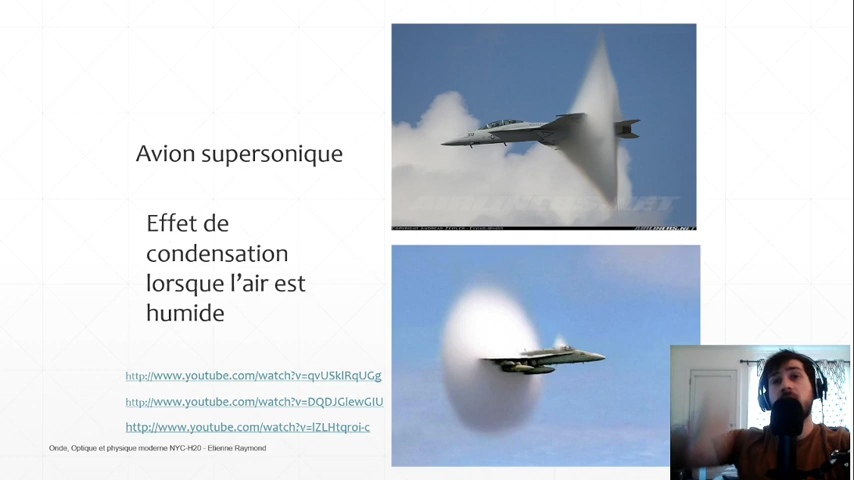 Avion supersonique
Effet de
condensation
lorsque l'air est
humide
http://www.youtube.com/watch?v=qvUSklRqUGg
http://www.youtube.com/watch?v=DQDJGlewGIU
http://www.youtube.com/watch?v=lZLHtqroi-c
Onde, Optique et physique moderne NYC-H20 - Etienne Raymond